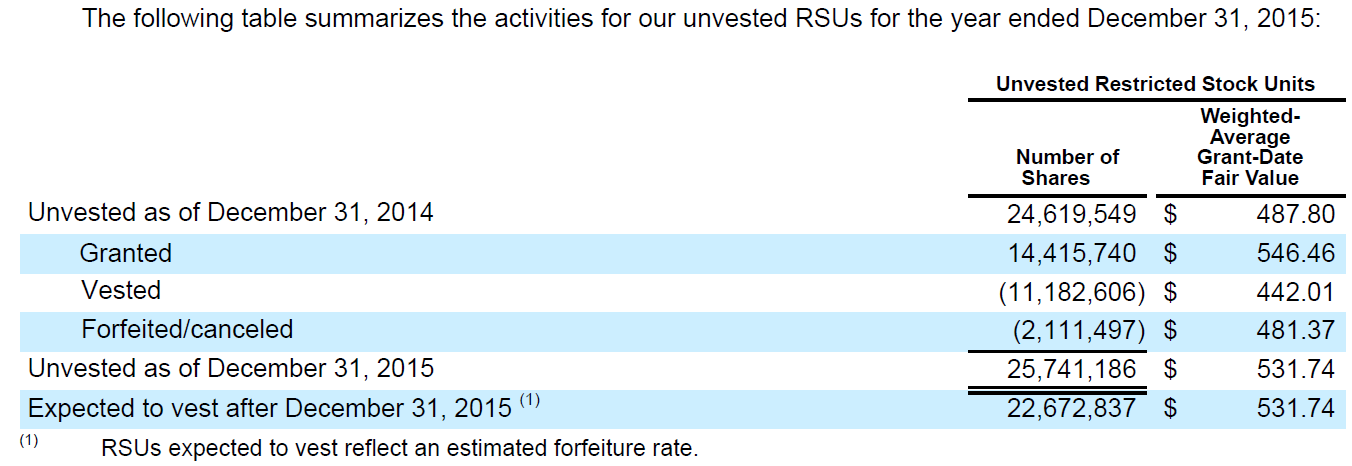 The following table summarizes the activities for our unvested RSUs for the year ended December 31, 2015:
Unvested Restricted Stock Units
Number of Shares Weighted-Average Grant-Date Fair Value
Unvested as of December 31, 2014 24,619,549 $ 487.80
Granted 14,415,740 $ 546.46
Vested (11,182,606) $ 442.01
Forfeited/canceled (2,111,497) $ 481.37
Unvested as of December 31, 2015 25,741,186 $ 531.74
Expected to vest after December 31, 2015 (1) 22,672,837 $ 531.74
(1) RSUs expected to vest reflect an estimated forfeiture rate.